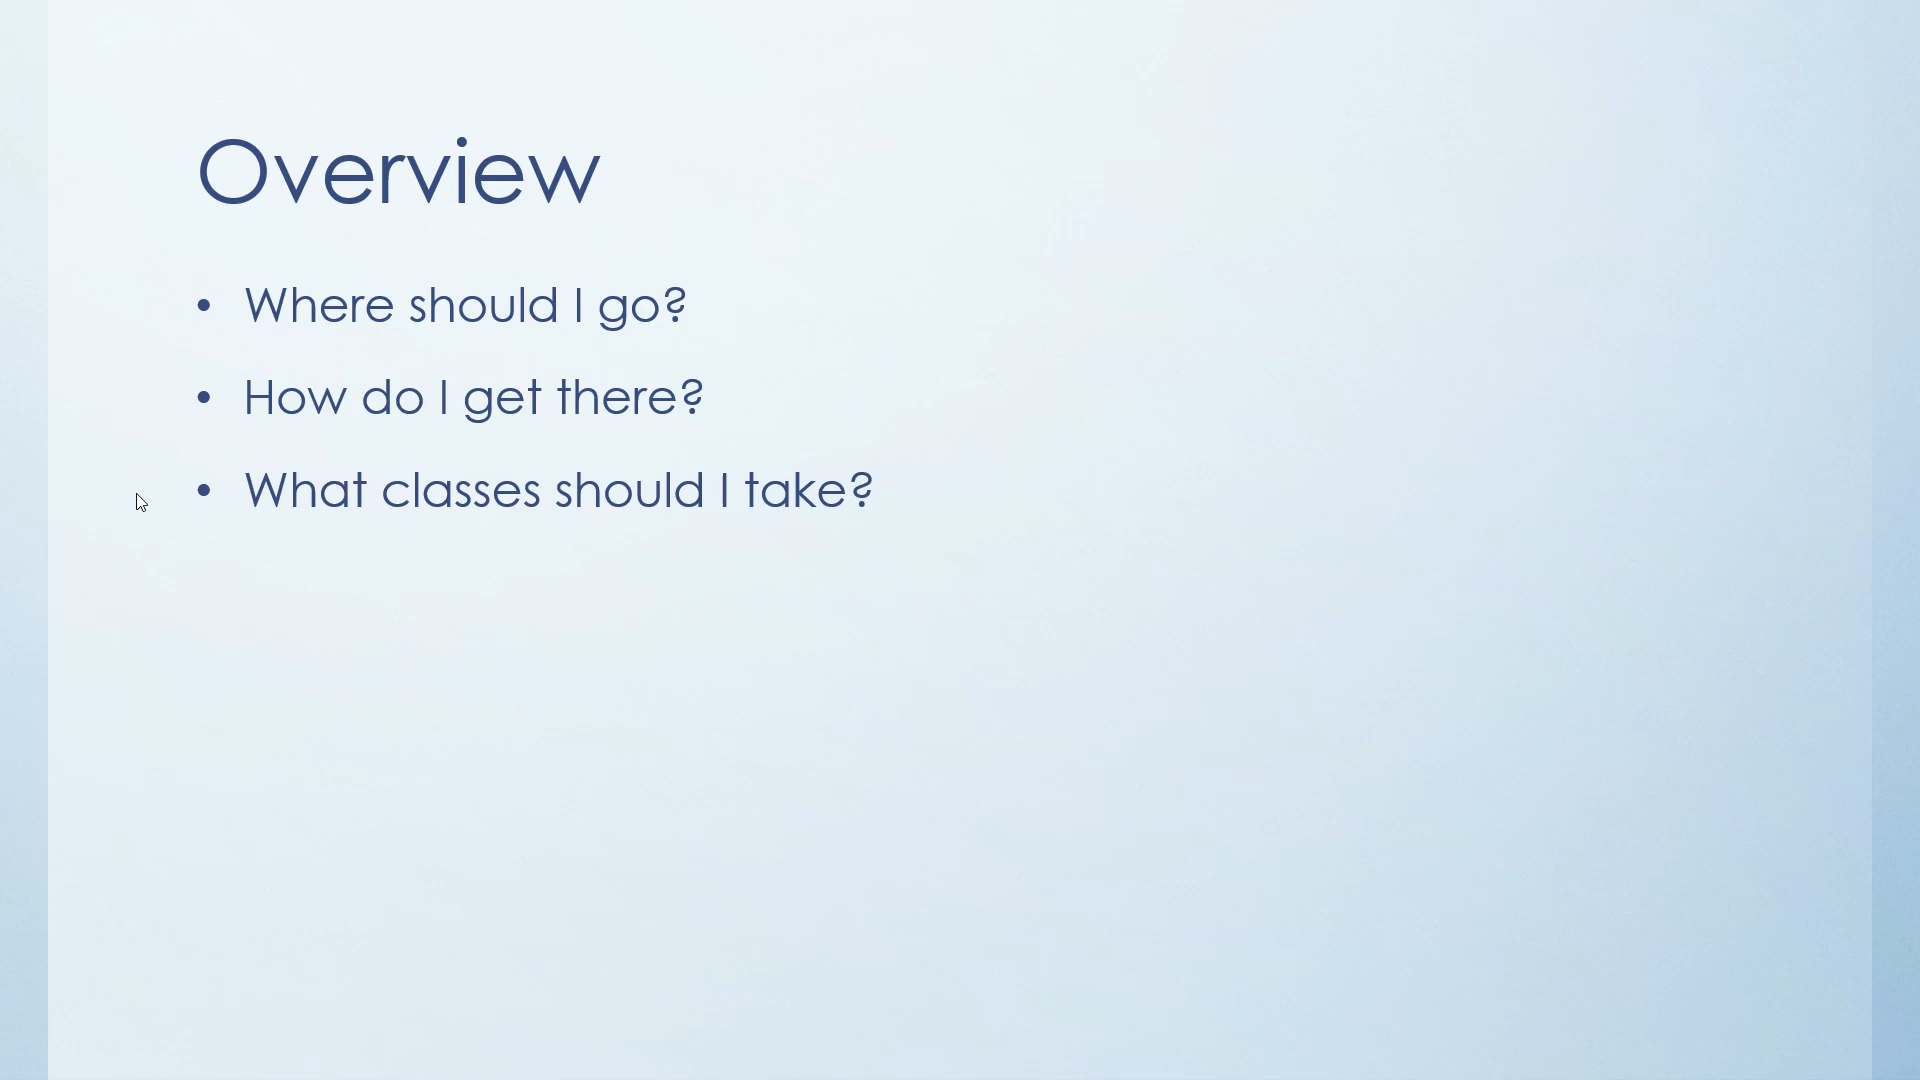 Overview
• Where should I go?
• How do I get there?
• What classes should I take?